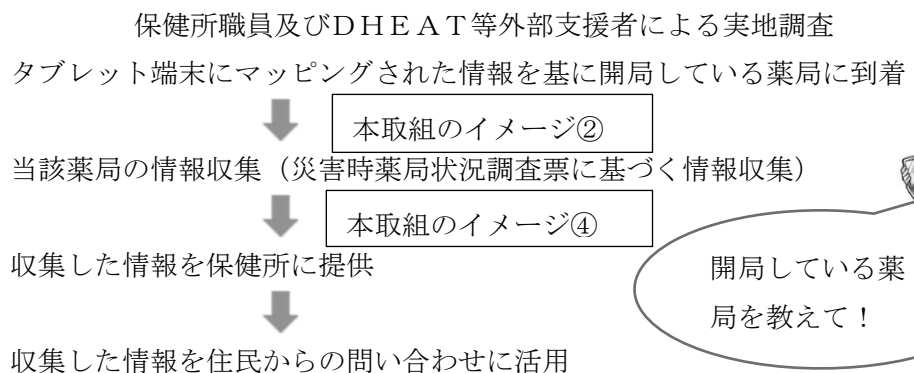 保健所職員及びＤＨＥＡＴ等外部支援者による実地調査
タブレット端末にマッピングされた情報を基に開局している薬局に到着
本取組のイメージ②
当該薬局の情報収集（災害時薬局状況調査票に基づく情報収集）
本取組のイメージ④
収集した情報を保健所に提供
開局している薬
局を教えて！
収集した情報を住民からの問い合わせに活用